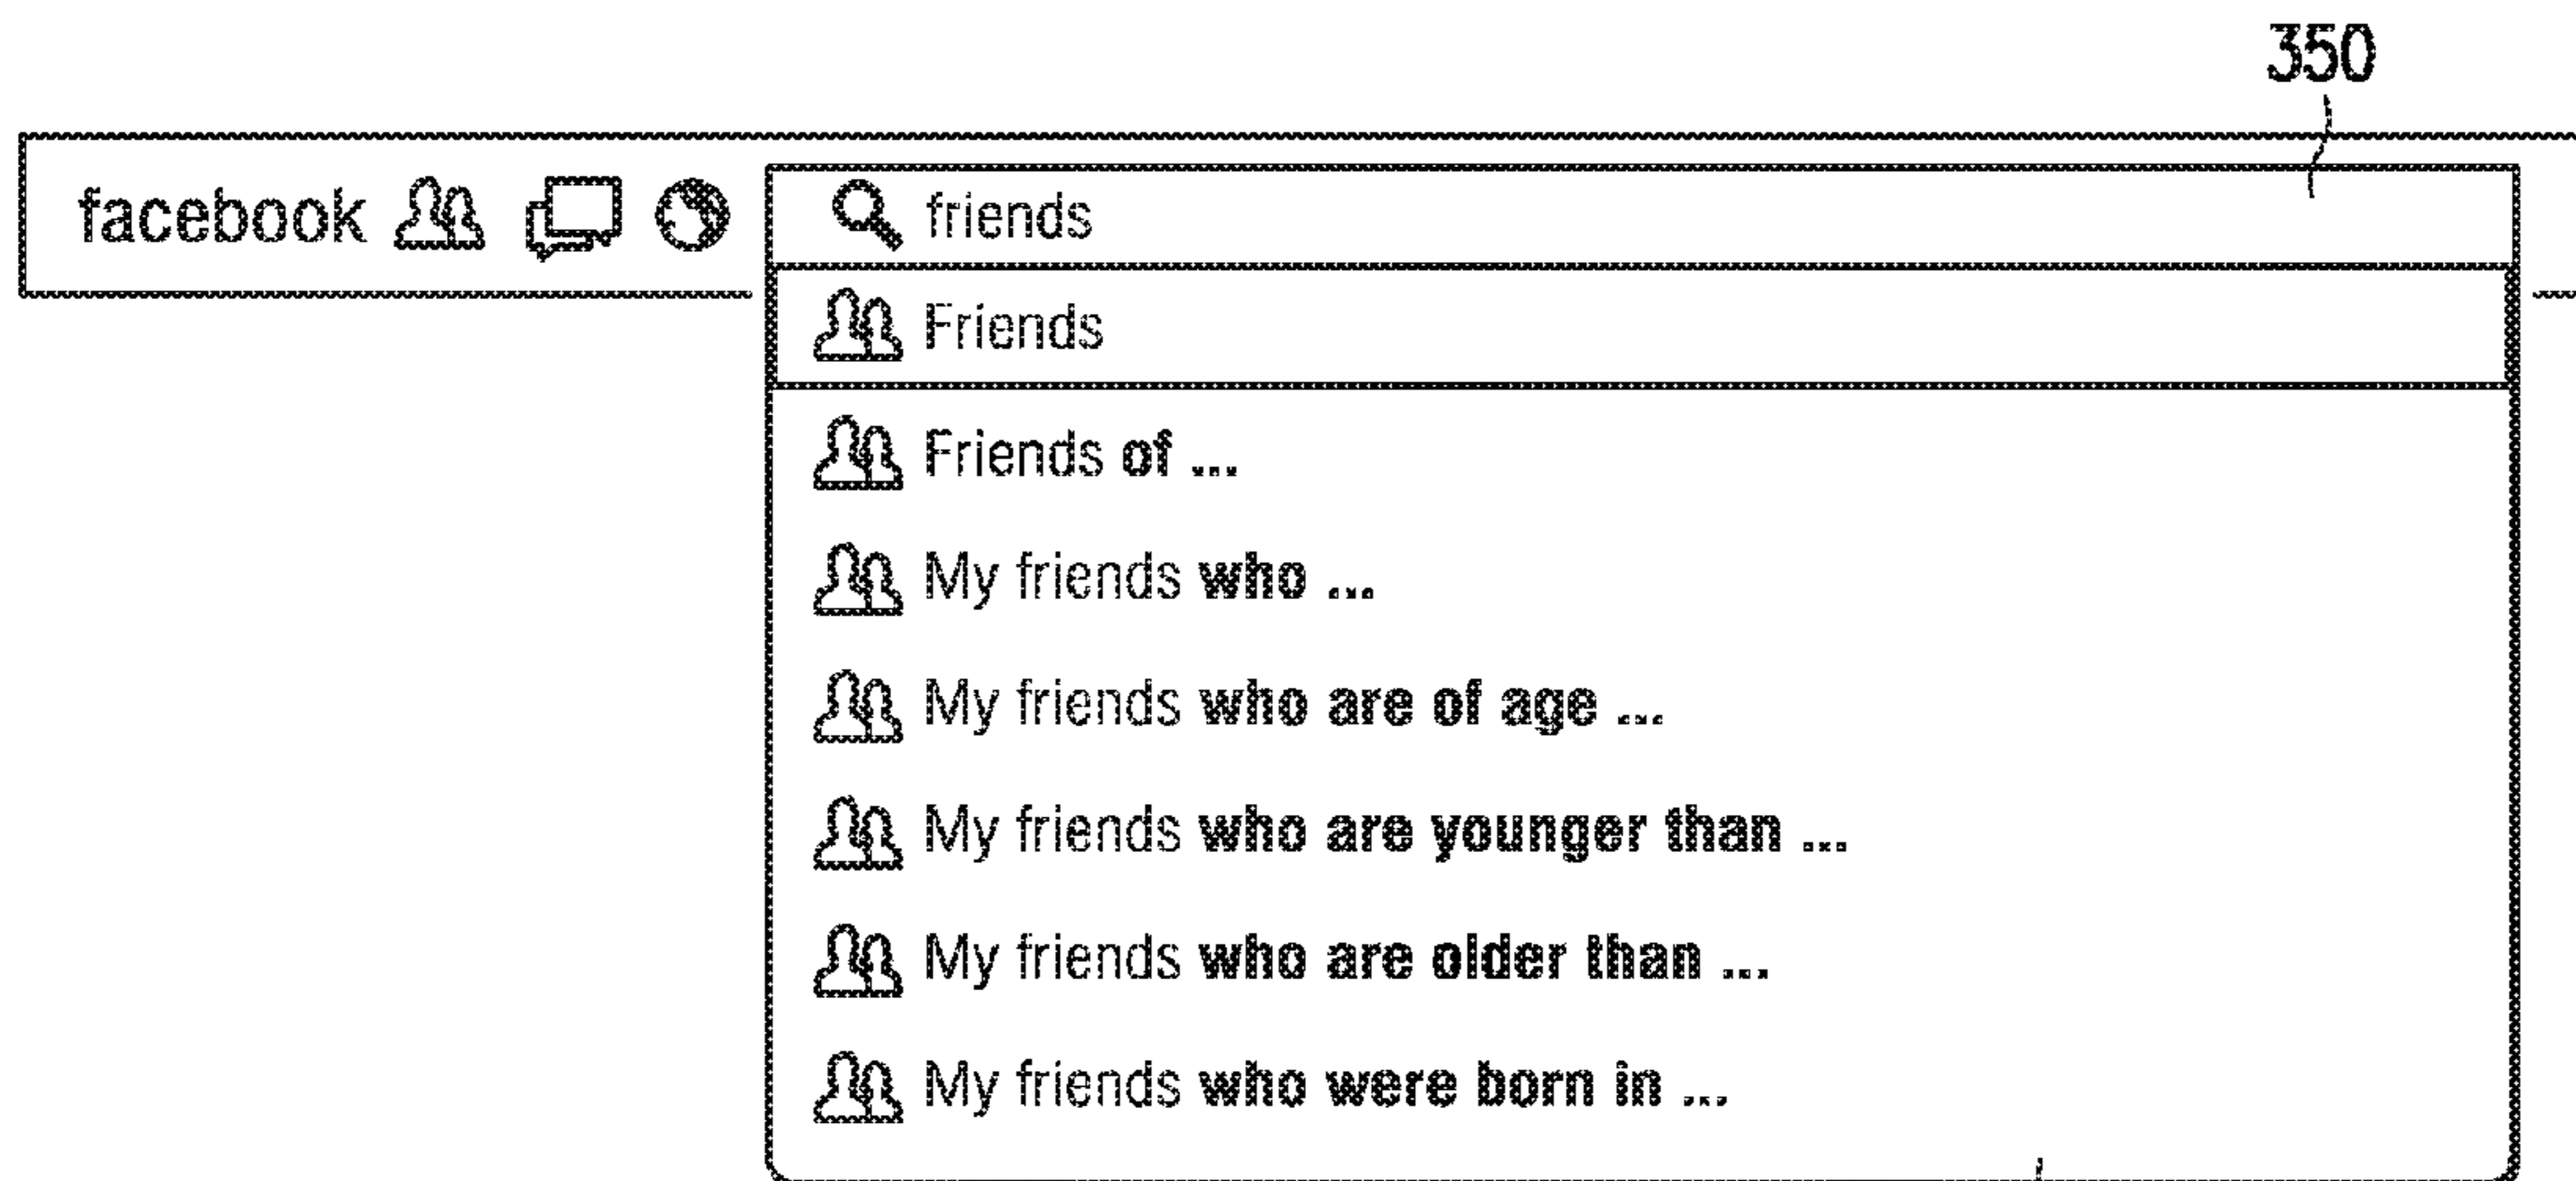 350
facebook friends
Friends
Friends of ...
My friends who ...
My friends who are of age ...
My friends who are younger than ...
My friends who are older than ...
My friends who were born in ...